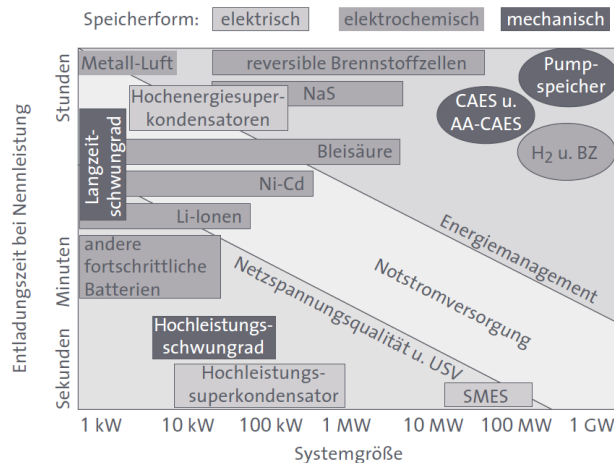 Speicherform: elektrisch elektrochemisch mechanisch
Entladungszeit bei Nennleistung
Stunden
Minuten
Sekunden
Metall-Luft
reversible Brennstoffzellen
Pump-
speicher
Hochenergiesuper-
kondensatoren
NaS
CAES u.
AA-CAES
Langzeit-
schwungrad
Bleisäure
H₂ u. BZ
Ni-Cd
Li-Ionen
Energiemanagement
andere
fortschrittliche
Batterien
Netzspannungsqualität u. USV
Notstromversorgung
Hochleistungs-
schwungrad
Hochleistungs-
superkondensator
SMES
1 kW 10 kW 100 kW 1 MW 10 MW 100 MW 1 GW
Systemgröße